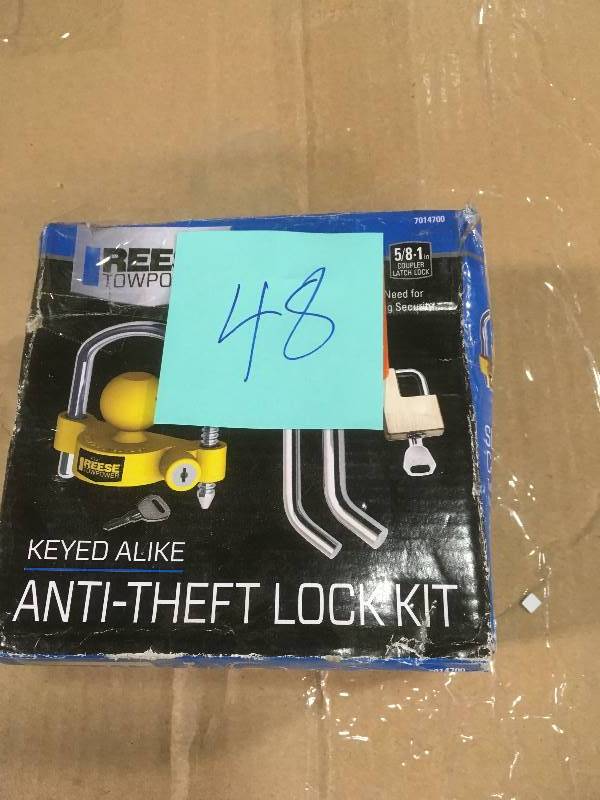 7014700
REES
TOWPO
5/8-1 in
COUPLER
LATCH LOCK
Need for
g Security
48
REESE
TOWPOWER
KEYED ALIKE
ANTI-THEFT LOCK KIT